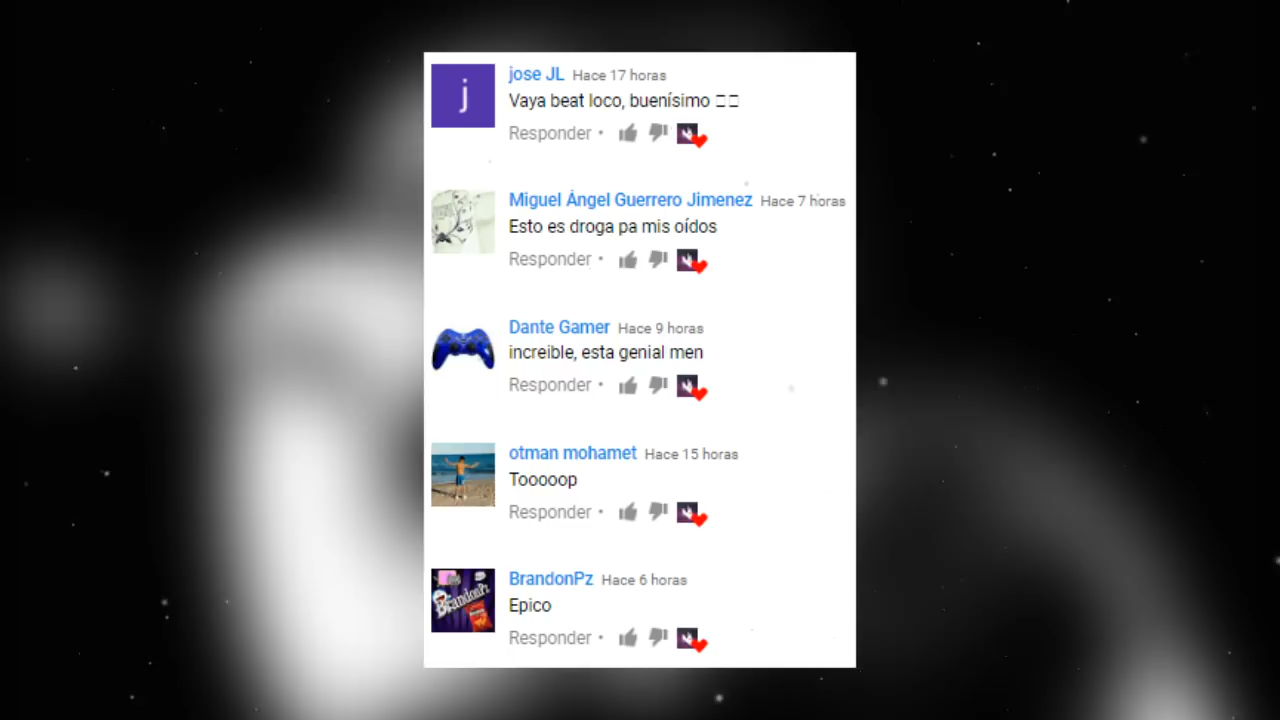 j
jose JL Hace 17 horas
Vaya beat loco, buenísimo □□
Responder •
Miguel Ángel Guerrero Jimenez Hace 7 horas
Esto es droga pa mis oídos
Responder •
Dante Gamer Hace 9 horas
increible, esta genial men
Responder •
otman mohamet Hace 15 horas
Tooooop
Responder •
BrandonPz
BrandonPz Hace 6 horas
Epico
Responder •